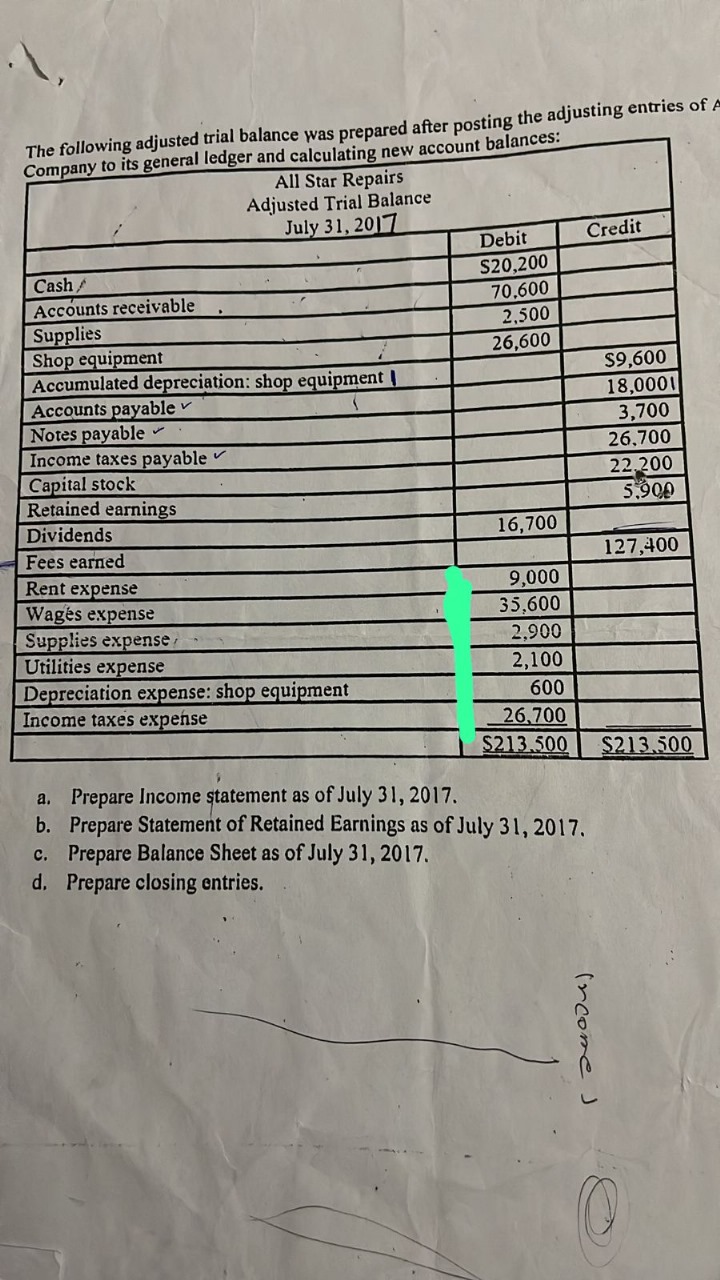 The following adjusted trial balance was prepared after posting the adjusting entries of A
Company to its general ledger and calculating new account balances:
All Star Repairs
Adjusted Trial Balance
July 31, 2017
Debit Credit
Cash $20,200
Accounts receivable 70,600
Supplies 2,500
Shop equipment 26,600
Accumulated depreciation: shop equipment $9,600
Accounts payable 18,000
Notes payable 3,700
Income taxes payable 26,700
Capital stock 22,200
Retained earnings 5,900
Dividends 16,700
Fees earned 127,400
Rent expense 9,000
Wages expense 35,600
Supplies expense 2,900
Utilities expense 2,100
Depreciation expense: shop equipment 600
Income taxes expense 26,700
$213,500 $213,500
a. Prepare Income statement as of July 31, 2017.
b. Prepare Statement of Retained Earnings as of July 31, 2017.
c. Prepare Balance Sheet as of July 31, 2017.
d. Prepare closing entries.
Income